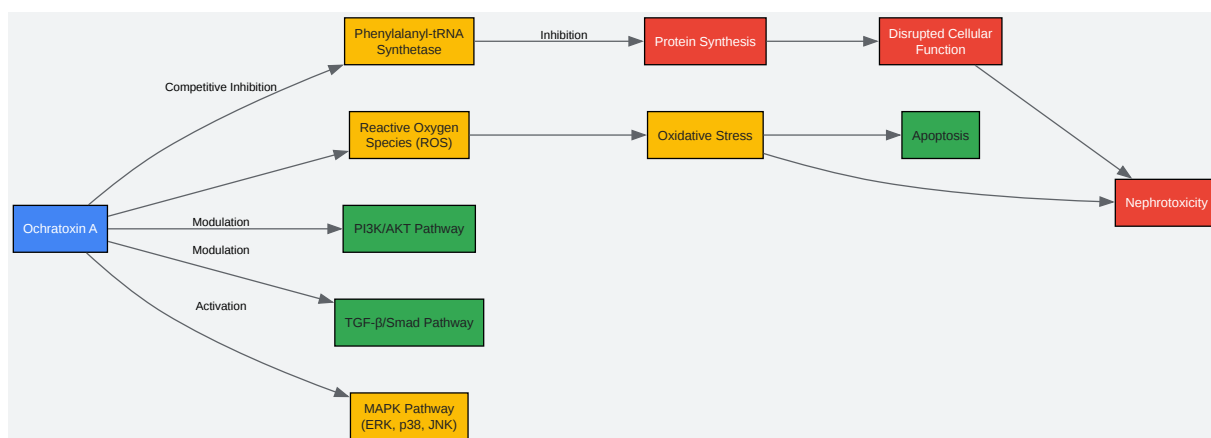 Phenylalanyl-tRNA
Synthetase
Inhibition
Protein Synthesis
Disrupted Cellular
Function
Competitive Inhibition
Reactive Oxygen
Species (ROS)
Oxidative Stress
Apoptosis
Nephrotoxicity
Ochratoxin A
Modulation
PI3K/AKT Pathway
Modulation
TGF-β/Smad Pathway
Activation
MAPK Pathway
(ERK, p38, JNK)